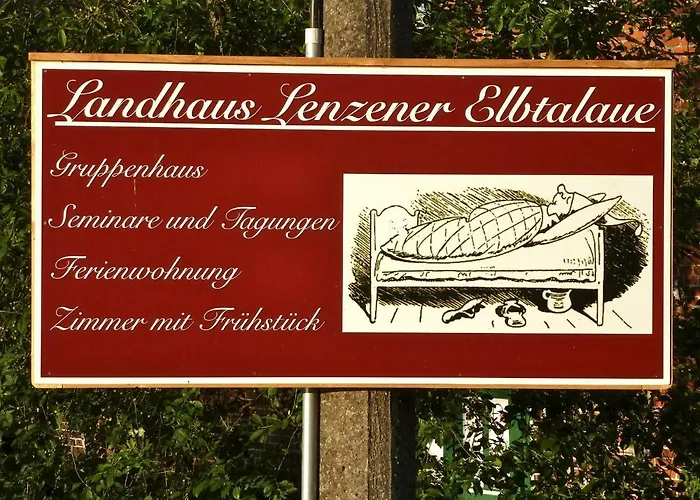 Landhaus Lenzener Elbtalaue
Gruppenhaus
Seminare und Tagungen
Ferienwohnung
Zimmer mit Frühstück